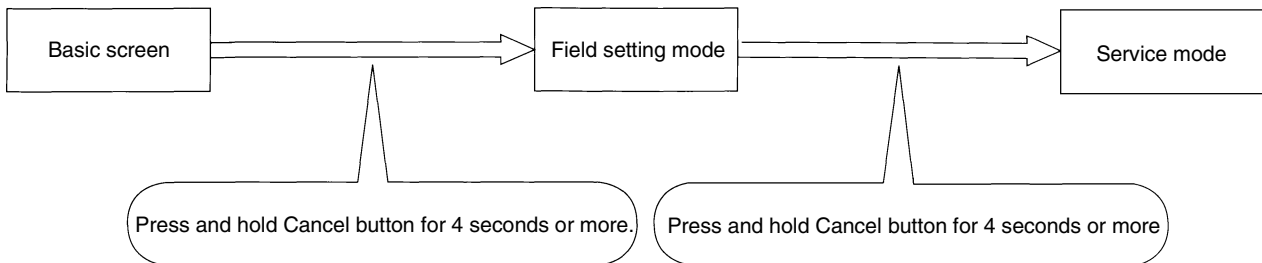 Basic screen
Field setting mode
Service mode
Press and hold Cancel button for 4 seconds or more.
Press and hold Cancel button for 4 seconds or more